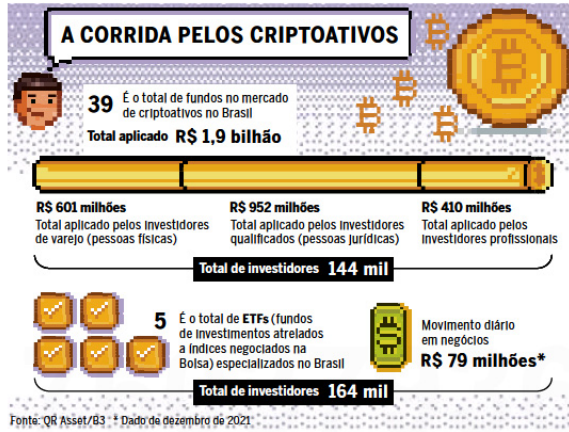 A CORRIDA PELOS CRIPTOATIVOS
39
É o total de fundos no mercado
de criptoativos no Brasil
Total aplicado R$ 1,9 bilhão
R$ 601 milhões
Total aplicado pelos investidores
de varejo (pessoas físicas)
R$ 952 milhões
Total aplicado pelos investidores
qualificados (pessoas jurídicas)
R$ 410 milhões
Total aplicado pelos
investidores profissionais
Total de investidores 144 mil
5
É o total de ETFs (fundos
de investimentos atrelados
a índices negociados na
Bolsa) especializados no Brasil
Movimento diário
em negócios
R$ 79 milhões*
Total de investidores 164 mil
Fonte: QR Asset/B3 * Dado de dezembro de 2021